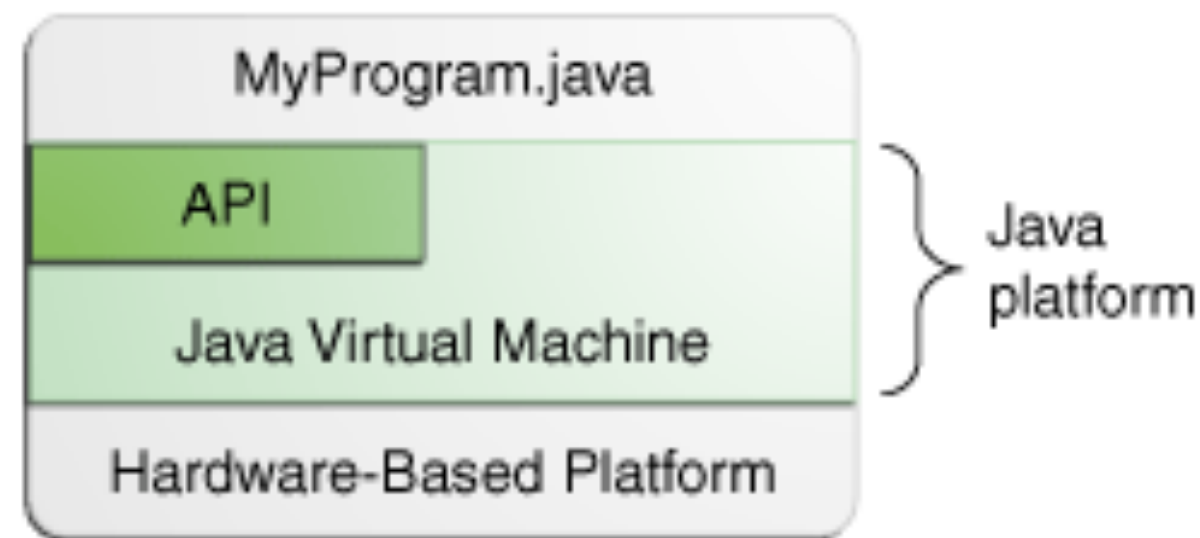 MyProgram.java
API
Java Virtual Machine
Hardware-Based Platform
Java
platform